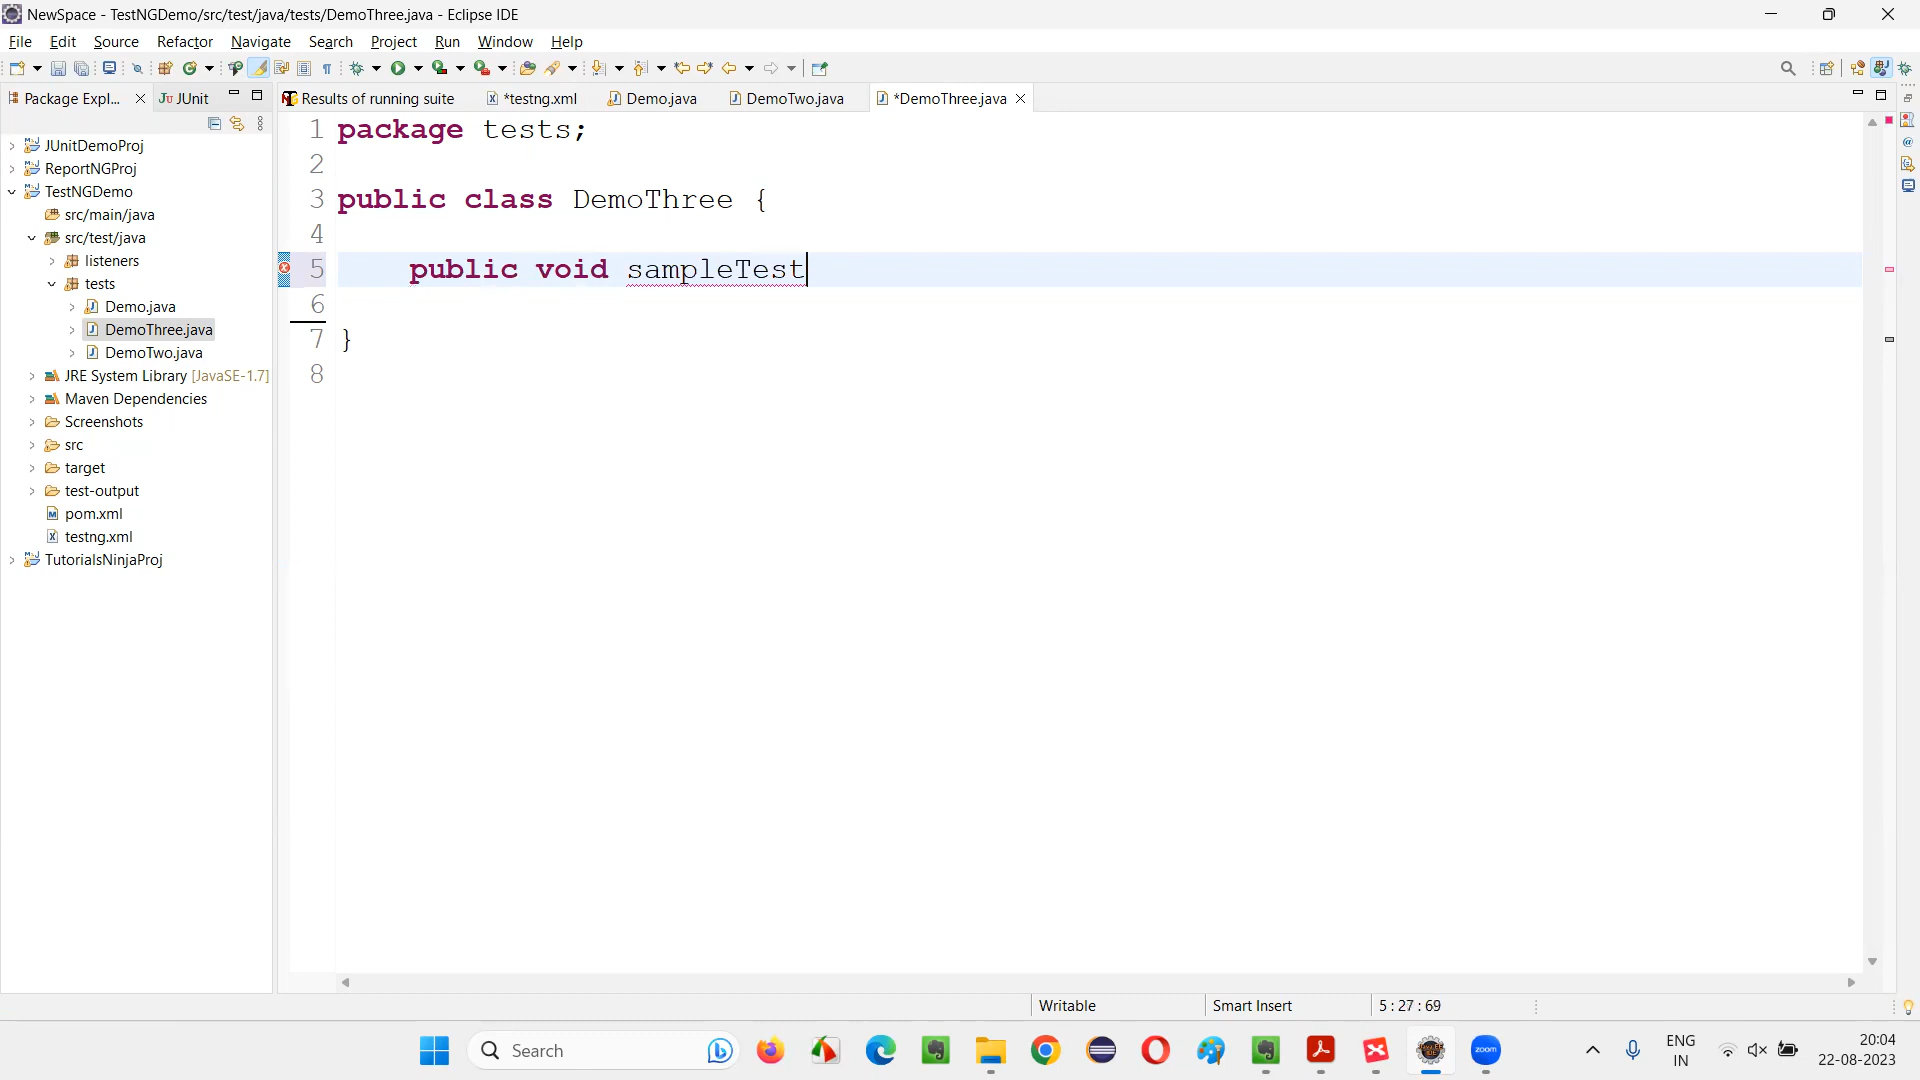 NewSpace - TestNGDemo/src/test/java/tests/DemoThree.java - Eclipse IDE
File Edit Source Refactor Navigate Search Project Run Window Help
Package Expl... JU JUnit
Results of running suite *testng.xml Demo.java DemoTwo.java *DemoThree.java
JUnitDemoProj
ReportNGProj
TestNGDemo
src/main/java
src/test/java
listeners
tests
Demo.java
DemoThree.java
DemoTwo.java
JRE System Library [JavaSE-1.7]
Maven Dependencies
Screenshots
src
target
test-output
pom.xml
testng.xml
TutorialsNinjaProj
1 package tests;
2
3 public class DemoThree {
4
5 public void sampleTest
6
7 }
8
Writable Smart Insert 5 : 27 : 69
Search
zoom
ENG
IN
20:04
22-08-2023